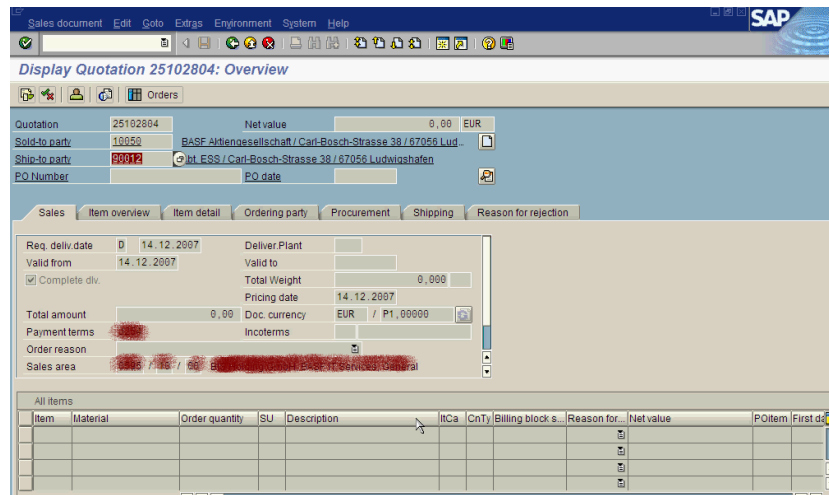 Sales document Edit Goto Extras Environment System Help
SAP
Display Quotation 25102804: Overview
Orders
Quotation 25102804 Net value 0,00 EUR
Sold-to party 10050 BASF Aktiengesellschaft / Carl-Bosch-Strasse 38 / 67056 Lud...
Ship-to party 90012 bt. ESS / Carl-Bosch-Strasse 38 / 67056 Ludwigshafen
PO Number PO date
Sales Item overview Item detail Ordering party Procurement Shipping Reason for rejection
Req. deliv.date D 14.12.2007 Deliver.Plant
Valid from 14.12.2007 Valid to
Complete dlv. Total Weight 0,000
Pricing date 14.12.2007
Total amount 0,00 Doc. currency EUR / P1,00000
Payment terms Incoterms
Order reason
Sales area / / General
All items
Item Material Order quantity SU Description ItCa CnTy Billing block s... Reason for... Net value POitem First da